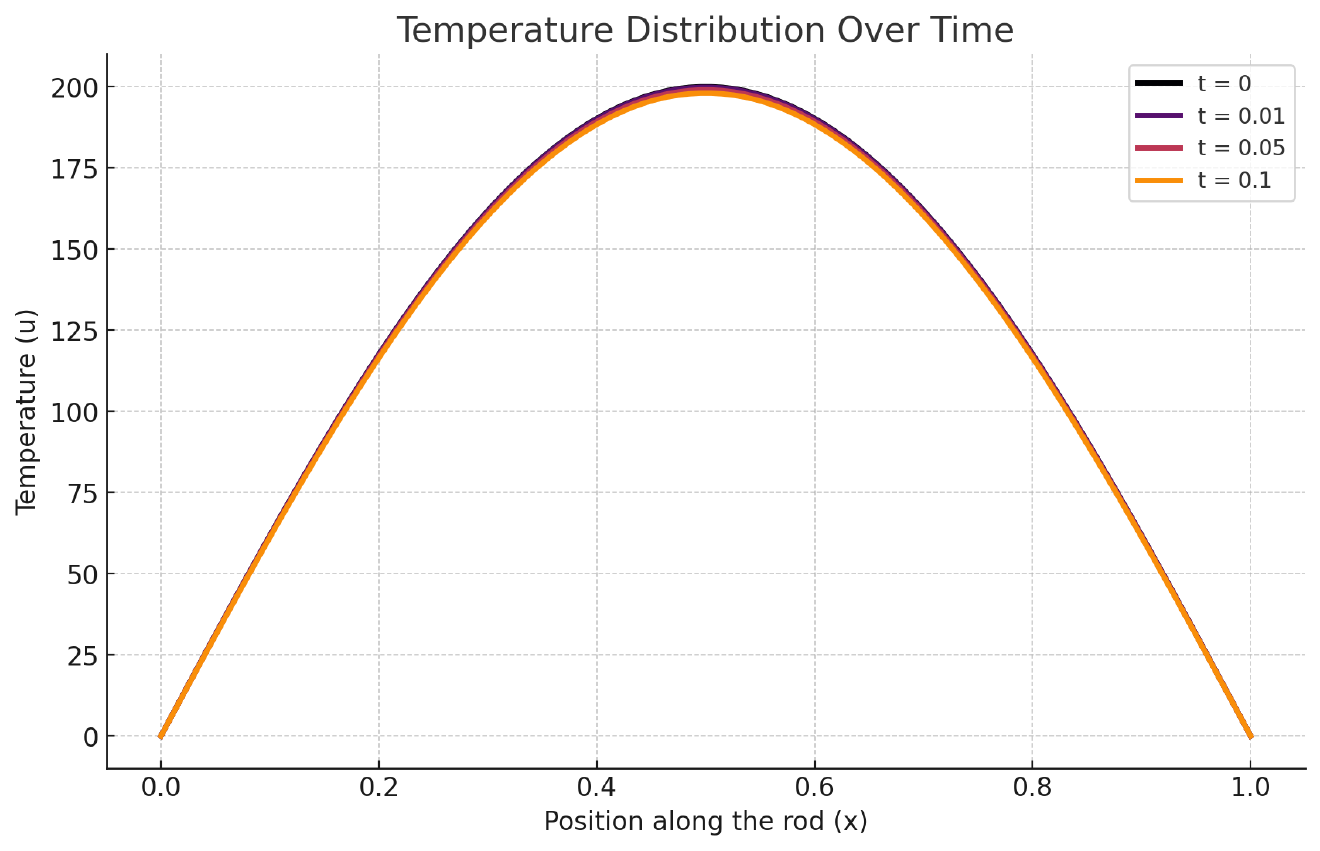 Temperature Distribution Over Time
t = 0
t = 0.01
t = 0.05
t = 0.1
Temperature (u)
200
175
150
125
100
75
50
25
0
0.0 0.2 0.4 0.6 0.8 1.0
Position along the rod (x)